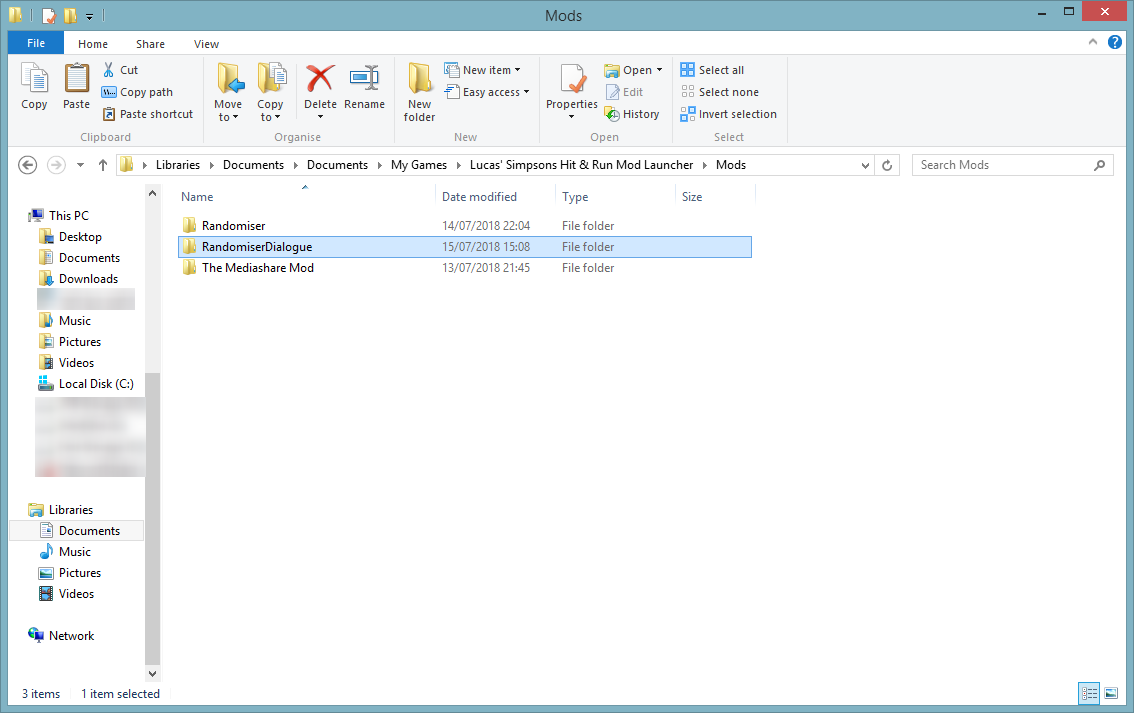 Mods
File Home Share View
Copy Paste Cut Copy path Paste shortcut Move to Copy to Delete Rename New folder New item Easy access Properties Open Edit History Select all Select none Invert selection
Clipboard Organise New Open Select
Libraries Documents Documents My Games Lucas' Simpsons Hit & Run Mod Launcher Mods Search Mods
Name Date modified Type Size
Randomiser 14/07/2018 22:04 File folder
RandomiserDialogue 15/07/2018 15:08 File folder
The Mediashare Mod 13/07/2018 21:45 File folder
This PC
Desktop
Documents
Downloads
Music
Pictures
Videos
Local Disk (C:)
Libraries
Documents
Music
Pictures
Videos
Network
3 items 1 item selected